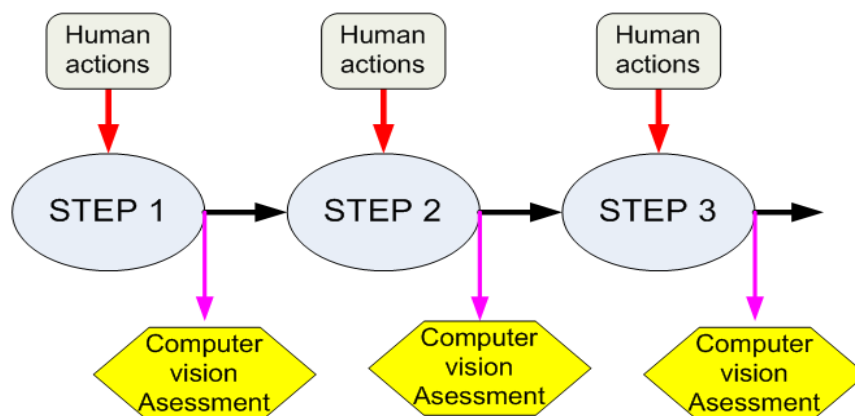 Human
actions
Human
actions
Human
actions
STEP 1
STEP 2
STEP 3
Computer
vision
Asessment
Computer
vision
Asessment
Computer
vision
Asessment